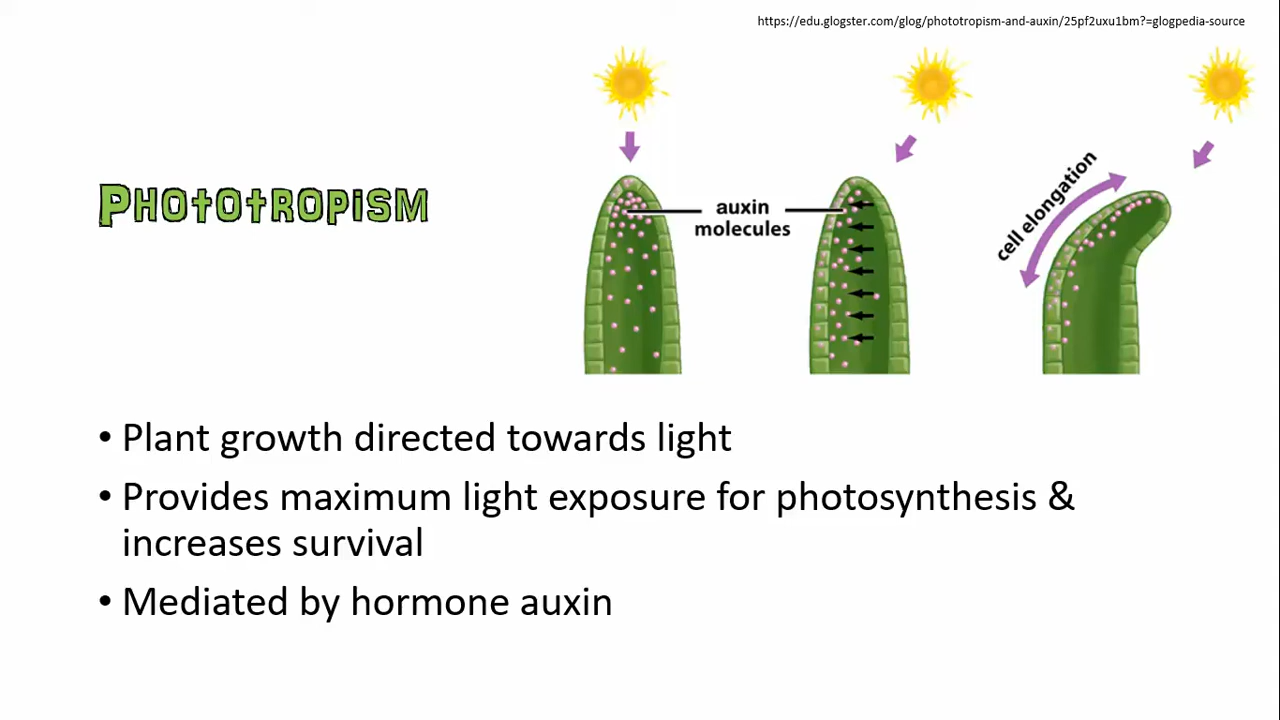 https://edu.glogster.com/glog/phototropism-and-auxin/25pf2uxu1bm?=glogpedia-source
Phototropism
auxin
molecules
cell elongation
• Plant growth directed towards light
• Provides maximum light exposure for photosynthesis &
increases survival
• Mediated by hormone auxin